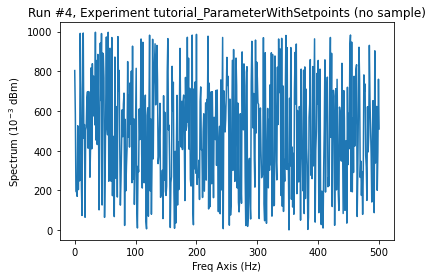 Run #4, Experiment tutorial_ParameterWithSetpoints (no sample)
1000
800
600
400
200
0
Spectrum (10⁻³ dBm)
0 100 200 300 400 500
Freq Axis (Hz)